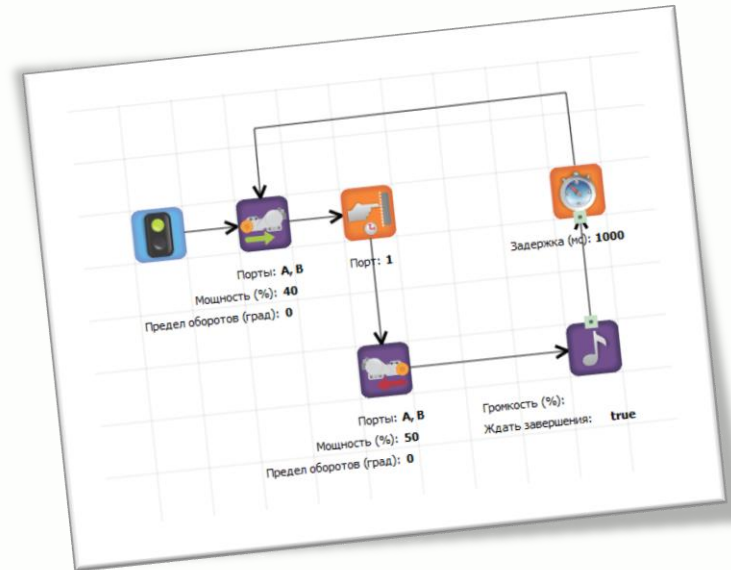 Порты: A, B
Мощность (%): 40
Предел оборотов (град): 0
Порт: 1
Задержка (мс): 1000
Порты: A, B
Мощность (%): 50
Предел оборотов (град): 0
Громкость (%):
Ждать завершения: true